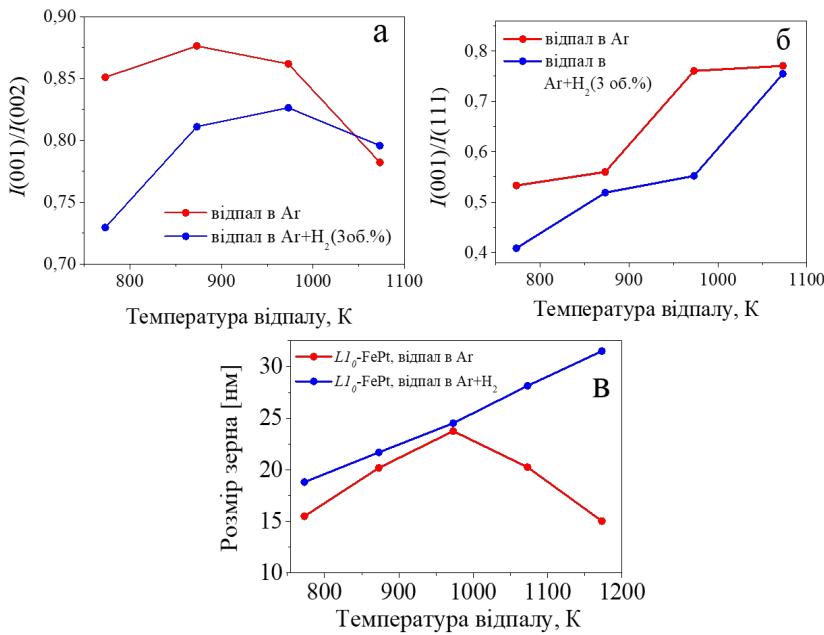 а
0,90
0,85
0,80
0,75
0,70
I(001)/I(002)
відпал в Ar
відпал в Ar+H2(3об.%)
800 900 1000 1100
Температура відпалу, К
б
0,8
0,7
0,6
0,5
0,4
I(001)/I(111)
відпал в Ar
відпал в
Ar+H2(3 об.%)
800 900 1000 1100
Температура відпалу, К
в
30
25
20
15
10
Розмір зерна [нм]
L10-FePt, відпал в Ar
L10-FePt, відпал в Ar+H2
800 900 1000 1100 1200
Температура відпалу, К